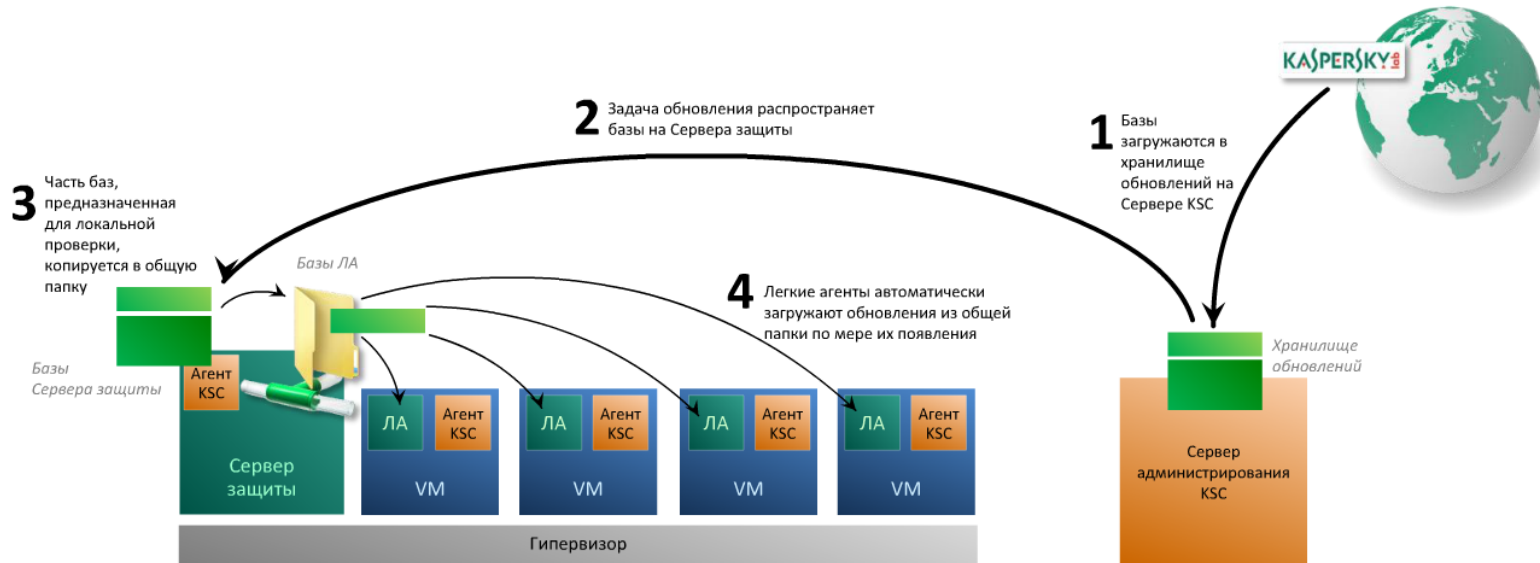 KASPERSKY lab
1
Базы
загружаются в
хранилище
обновлений на
Сервере KSC
2
Задача обновления распространяет
базы на Сервера защиты
3
Часть баз,
предназначенная
для локальной
проверки,
копируется в общую
папку
Базы ЛА
4
Легкие агенты автоматически
загружают обновления из общей
папки по мере их появления
Хранилище
обновлений
Базы
Сервера защиты
Агент
KSC
Сервер
защиты
ЛА
Агент
KSC
VM
ЛА
Агент
KSC
VM
ЛА
Агент
KSC
VM
ЛА
Агент
KSC
VM
Сервер
администрирования
KSC
Гипервизор